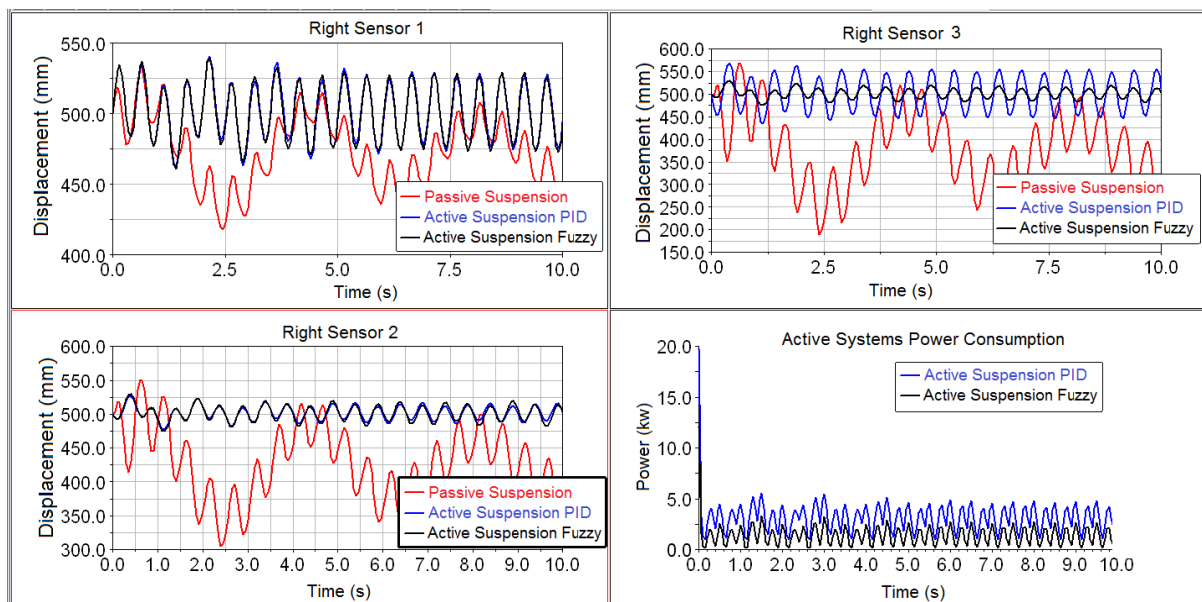 Right Sensor 1
Displacement (mm)
550.0
500.0
450.0
400.0
0.0 2.5 5.0 7.5 10.0
Time (s)
Passive Suspension
Active Suspension PID
Active Suspension Fuzzy
Right Sensor 3
Displacement (mm)
600.0
550.0
500.0
450.0
400.0
350.0
300.0
250.0
200.0
150.0
0.0 2.5 5.0 7.5 10.0
Time (s)
Passive Suspension
Active Suspension PID
Active Suspension Fuzzy
Right Sensor 2
Displacement (mm)
600.0
550.0
500.0
450.0
400.0
350.0
300.0
0.0 1.0 2.0 3.0 4.0 5.0 6.0 7.0 8.0 9.0 10.0
Time (s)
Passive Suspension
Active Suspension PID
Active Suspension Fuzzy
Active Systems Power Consumption
Power (kw)
20.0
15.0
10.0
5.0
0.0
0.0 1.0 2.0 3.0 4.0 5.0 6.0 7.0 8.0 9.0 10.0
Time (s)
Active Suspension PID
Active Suspension Fuzzy